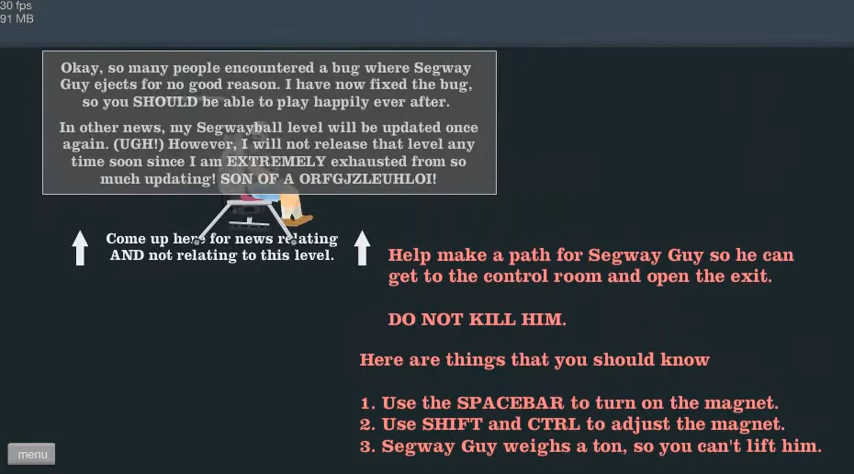 30 fps
91 MB
Okay, so many people encountered a bug where Segway
Guy ejects for no good reason. I have now fixed the bug,
so you SHOULD be able to play happily ever after.
In other news, my Segwayball level will be updated once
again. (UGH!) However, I will not release that level any
time soon since I am EXTREMELY exhausted from so
much updating! SON OF A ORFGJZLEUHLOI!
Come up here for news relating
AND not relating to this level.
Help make a path for Segway Guy so he can
get to the control room and open the exit.
DO NOT KILL HIM.
Here are things that you should know
1. Use the SPACEBAR to turn on the magnet.
2. Use SHIFT and CTRL to adjust the magnet.
3. Segway Guy weighs a ton, so you can't lift him.
menu